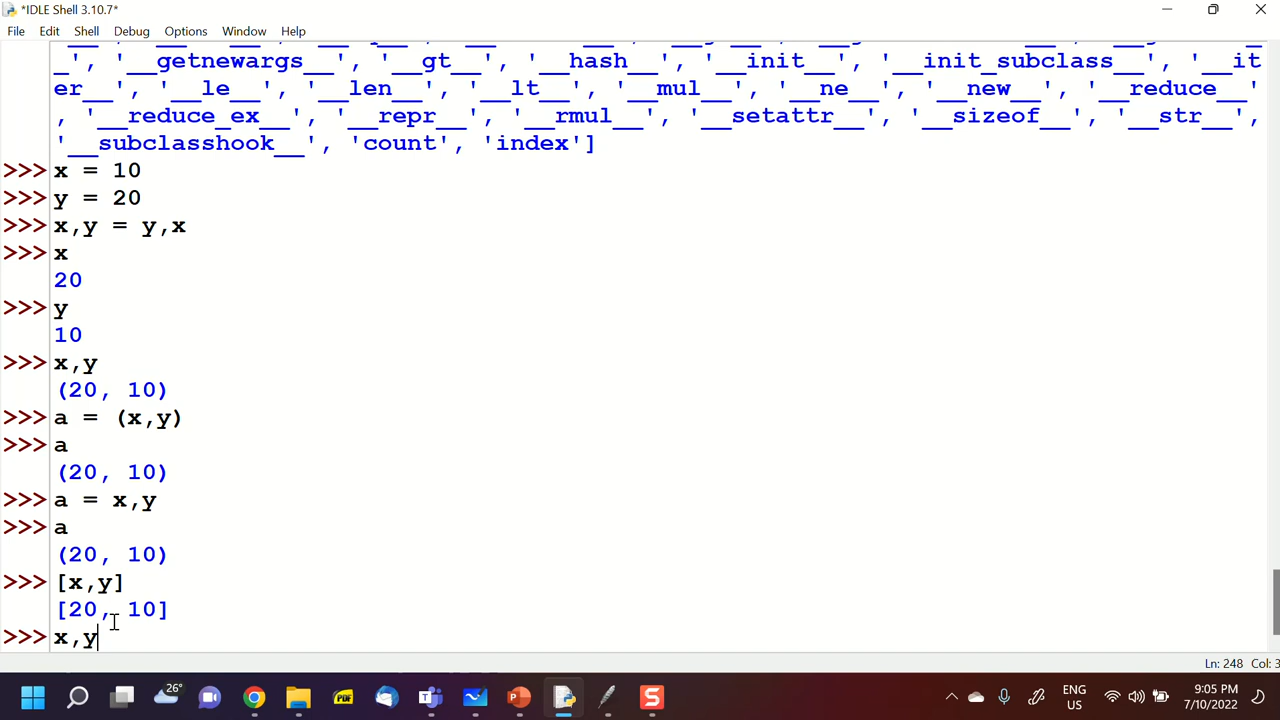 *IDLE Shell 3.10.7*
File Edit Shell Debug Options Window Help
_', '__getnewargs__', '__gt__', '__hash__', '__init__', '__init_subclass__', '__it
er__', '__le__', '__len__', '__lt__', '__mul__', '__ne__', '__new__', '__reduce__'
, '__reduce_ex__', '__repr__', '__rmul__', '__setattr__', '__sizeof__', '__str__',
'__subclasshook__', 'count', 'index']
>>> x = 10
>>> y = 20
>>> x,y = y,x
>>> x
20
>>> y
10
>>> x,y
(20, 10)
>>> a = (x,y)
>>> a
(20, 10)
>>> a = x,y
>>> a
(20, 10)
>>> [x,y]
[20, 10]
>>> x,y
Ln: 248 Col: 3
26°
PDF
ENG
US
9:05 PM
7/10/2022